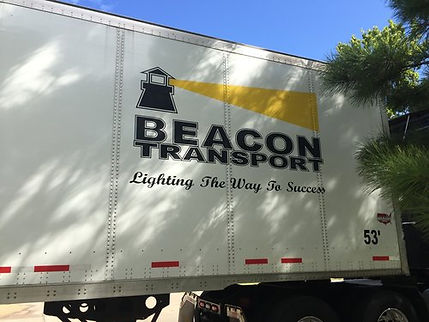 BEACON
TRANSPORT
Lighting The Way To Success
53'